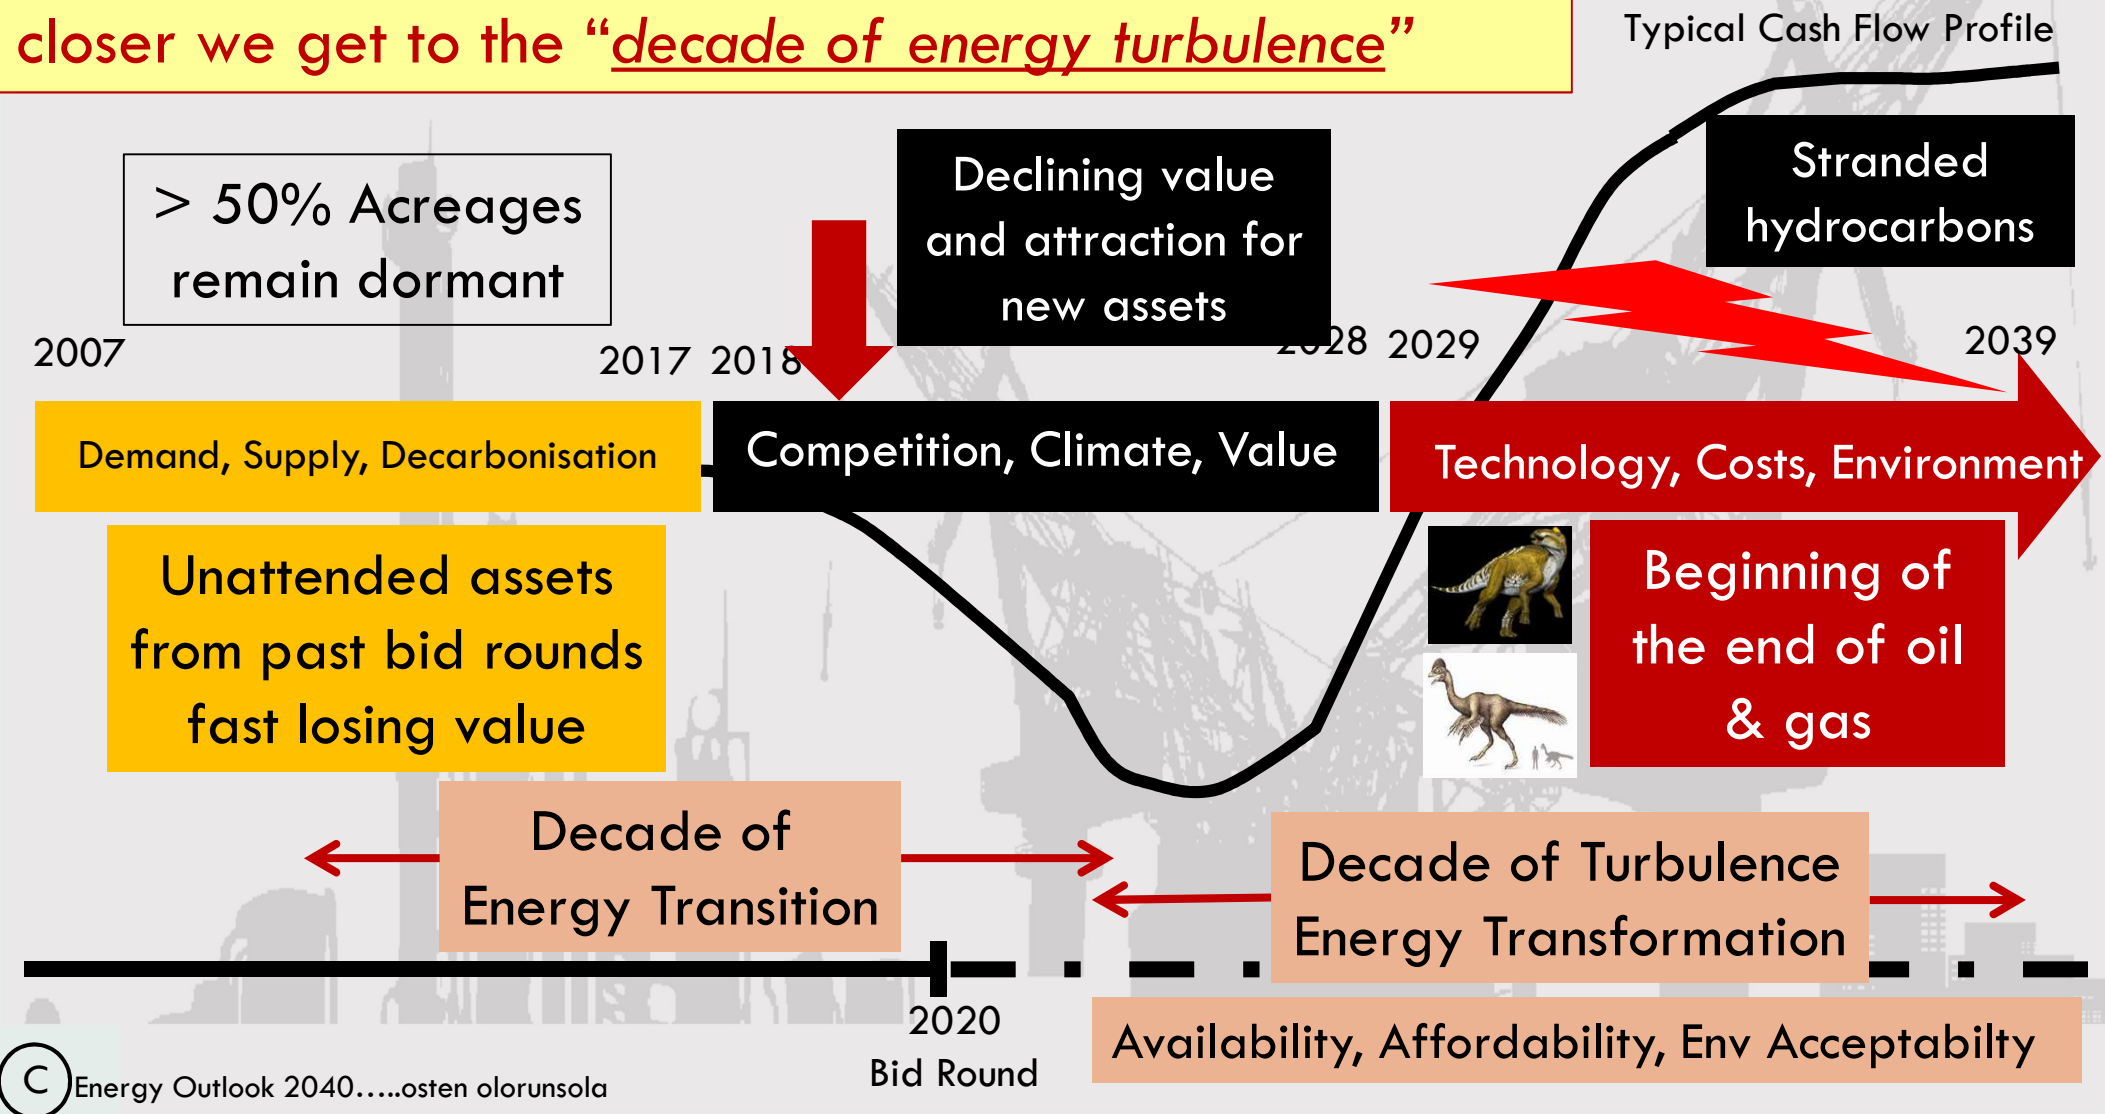 closer we get to the “decade of energy turbulence”
Typical Cash Flow Profile
> 50% Acreages
remain dormant
Declining value
and attraction for
new assets
Stranded
hydrocarbons
2007
2017 2018
2028 2029
2039
Demand, Supply, Decarbonisation
Competition, Climate, Value
Technology, Costs, Environment
Unattended assets
from past bid rounds
fast losing value
Beginning of
the end of oil
& gas
Decade of
Energy Transition
Decade of Turbulence
Energy Transformation
2020
Bid Round
Availability, Affordability, Env Acceptabilty
C Energy Outlook 2040.....osten olorunsola